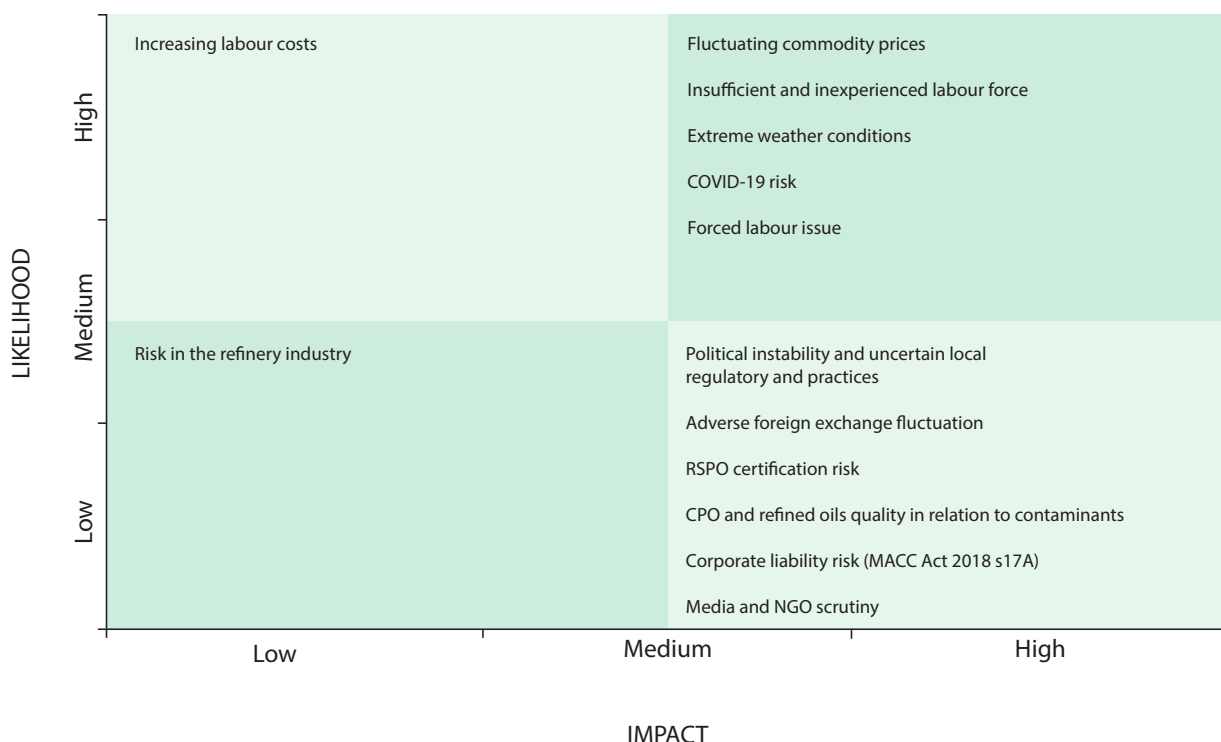 Increasing labour costs
Fluctuating commodity prices
Insufficient and inexperienced labour force
Extreme weather conditions
COVID-19 risk
Forced labour issue
High
Medium
Low
LIKELIHOOD
Risk in the refinery industry
Political instability and uncertain local
regulatory and practices
Adverse foreign exchange fluctuation
RSPO certification risk
CPO and refined oils quality in relation to contaminants
Corporate liability risk (MACC Act 2018 s17A)
Media and NGO scrutiny
Low
Medium
High
IMPACT